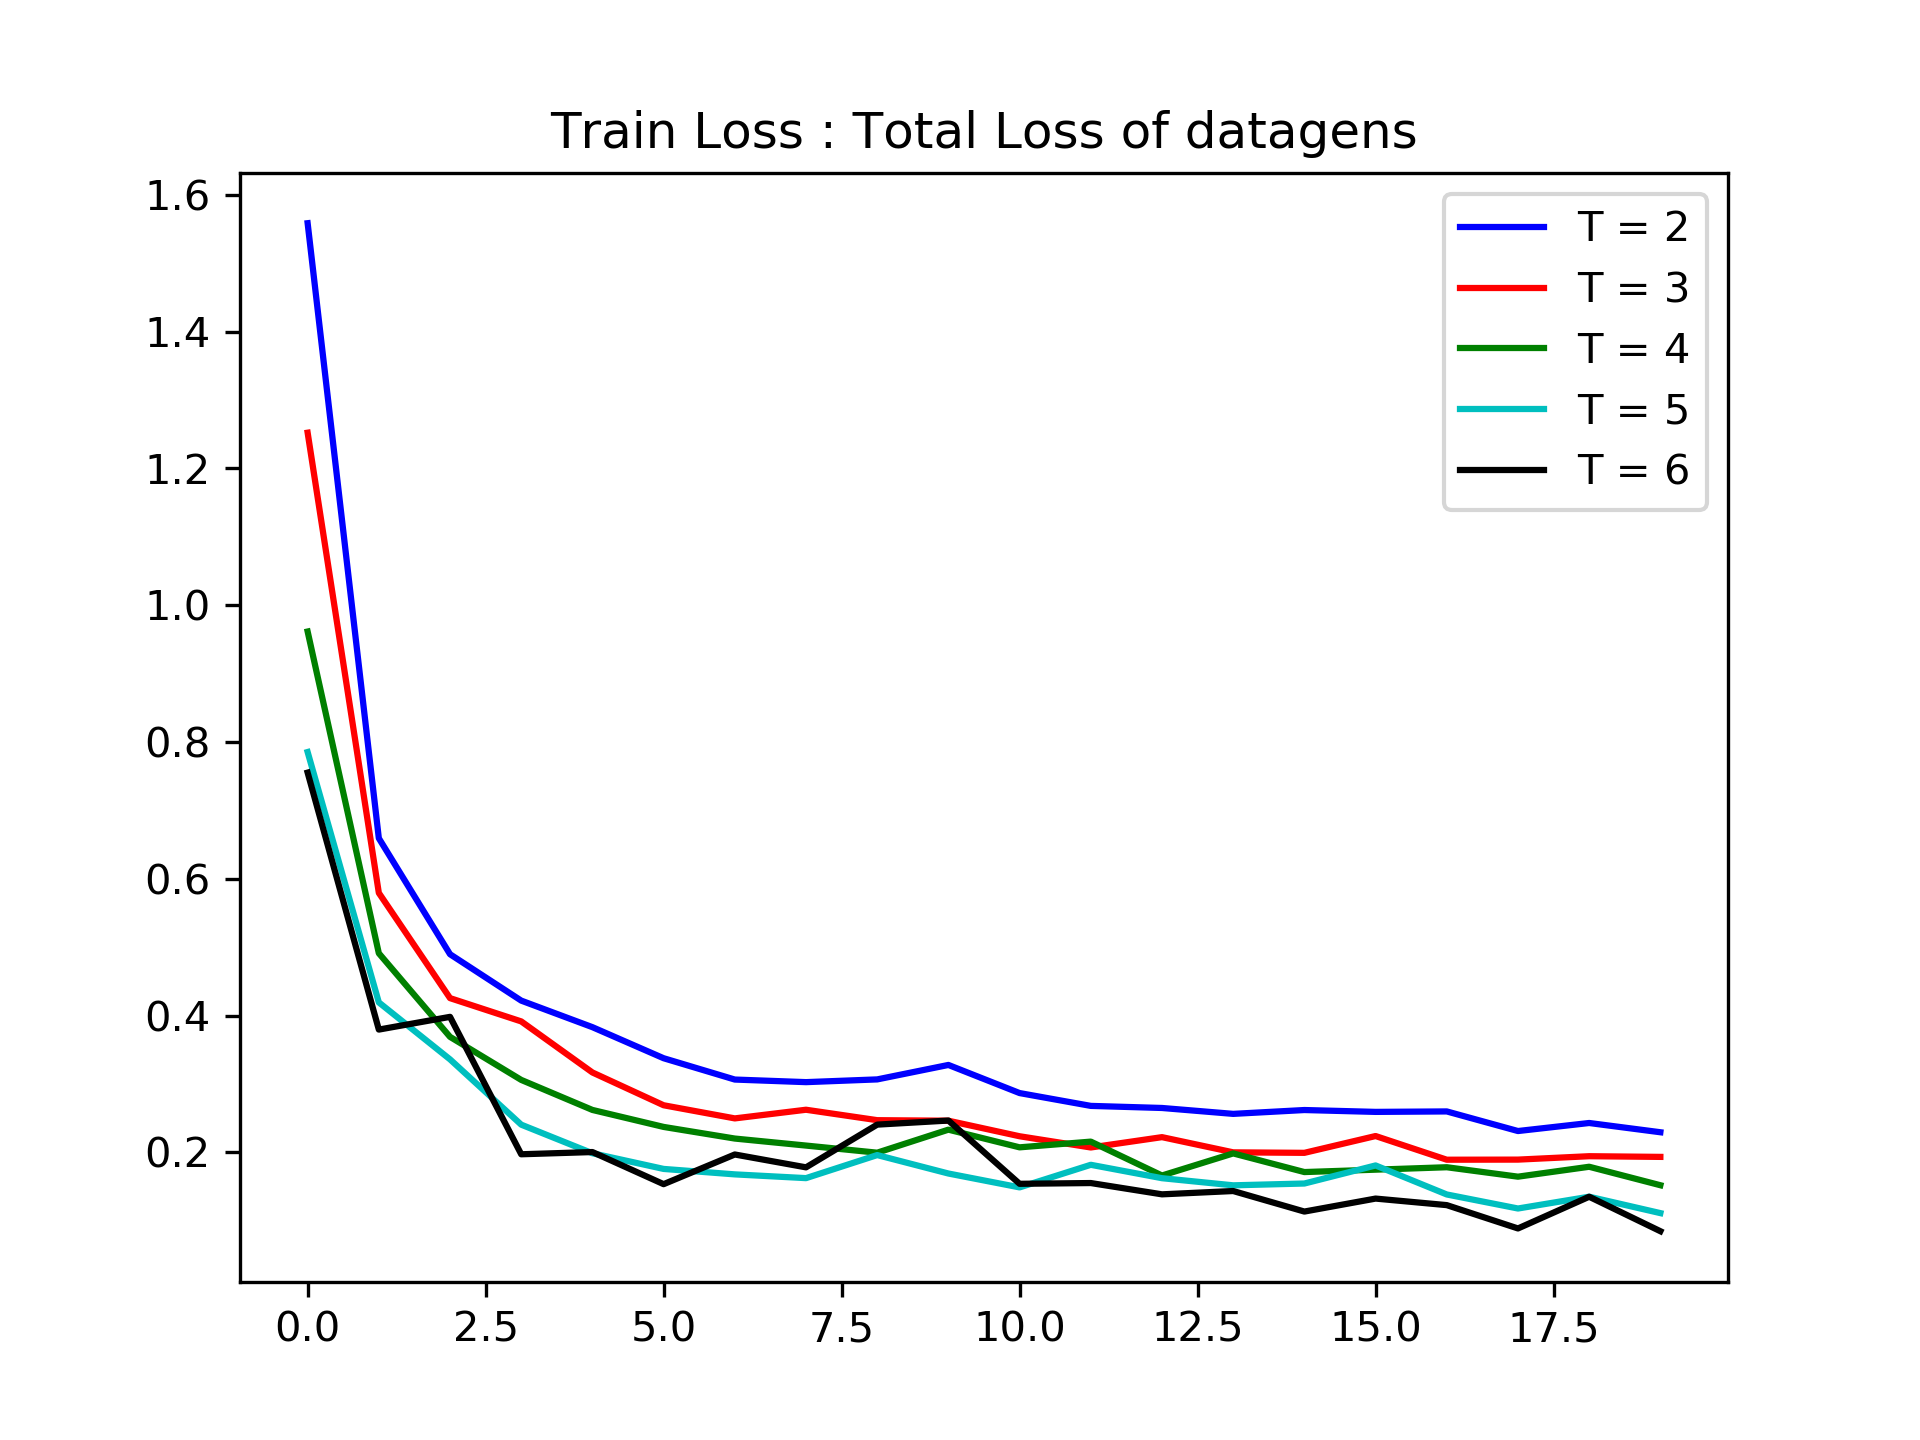 Train Loss : Total Loss of datagens
1.6
1.4
1.2
1.0
0.8
0.6
0.4
0.2
T = 2
T = 3
T = 4
T = 5
T = 6
0.0 2.5 5.0 7.5 10.0 12.5 15.0 17.5